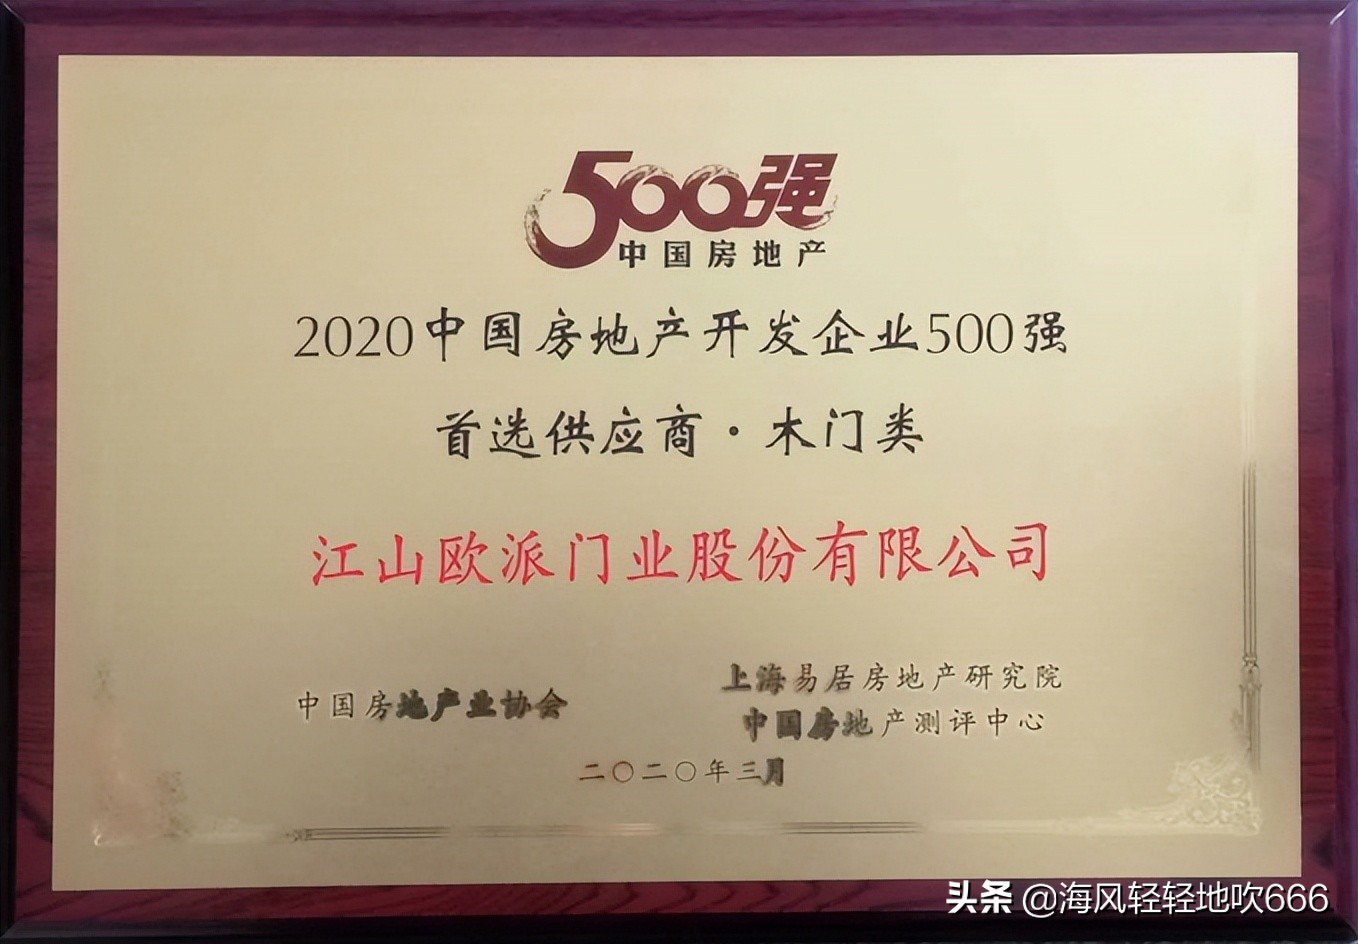 500强
中国房地产
2020中国房地产开发企业500强
首选供应商·木门类
江山欧派门业股份有限公司
中国房地产业协会
上海易居房地产研究院
中国房地产测评中心
二〇二〇年三月
头条 @海风轻轻地吹666